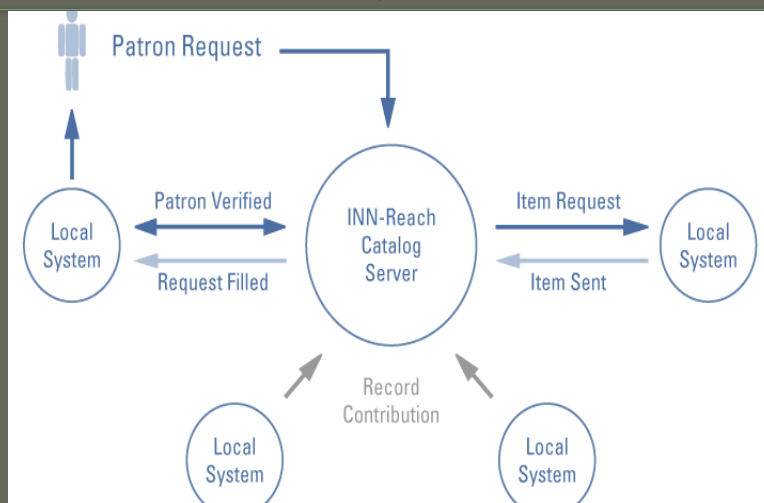 Patron Request
Patron Verified
Item Request
Local
System
INN-Reach
Catalog
Server
Local
System
Request Filled
Item Sent
Record
Contribution
Local
System
Local
System